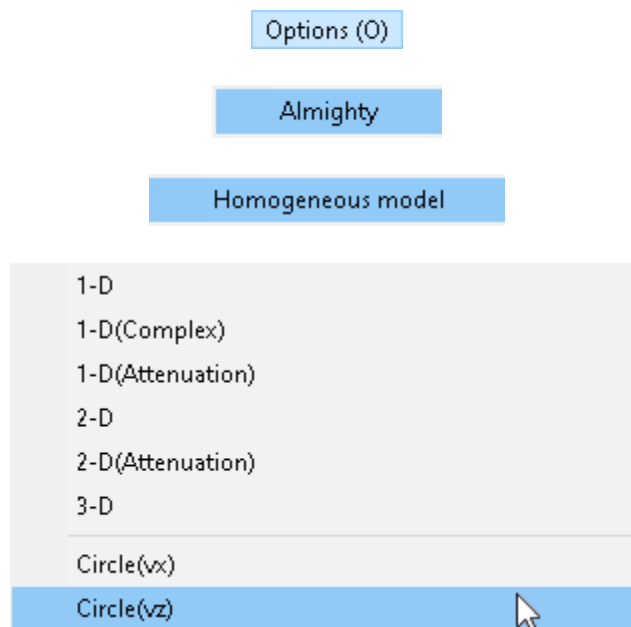 Options (O)
Almighty
Homogeneous model
1-D
1-D(Complex)
1-D(Attenuation)
2-D
2-D(Attenuation)
3-D
Circle(vx)
Circle(vz)